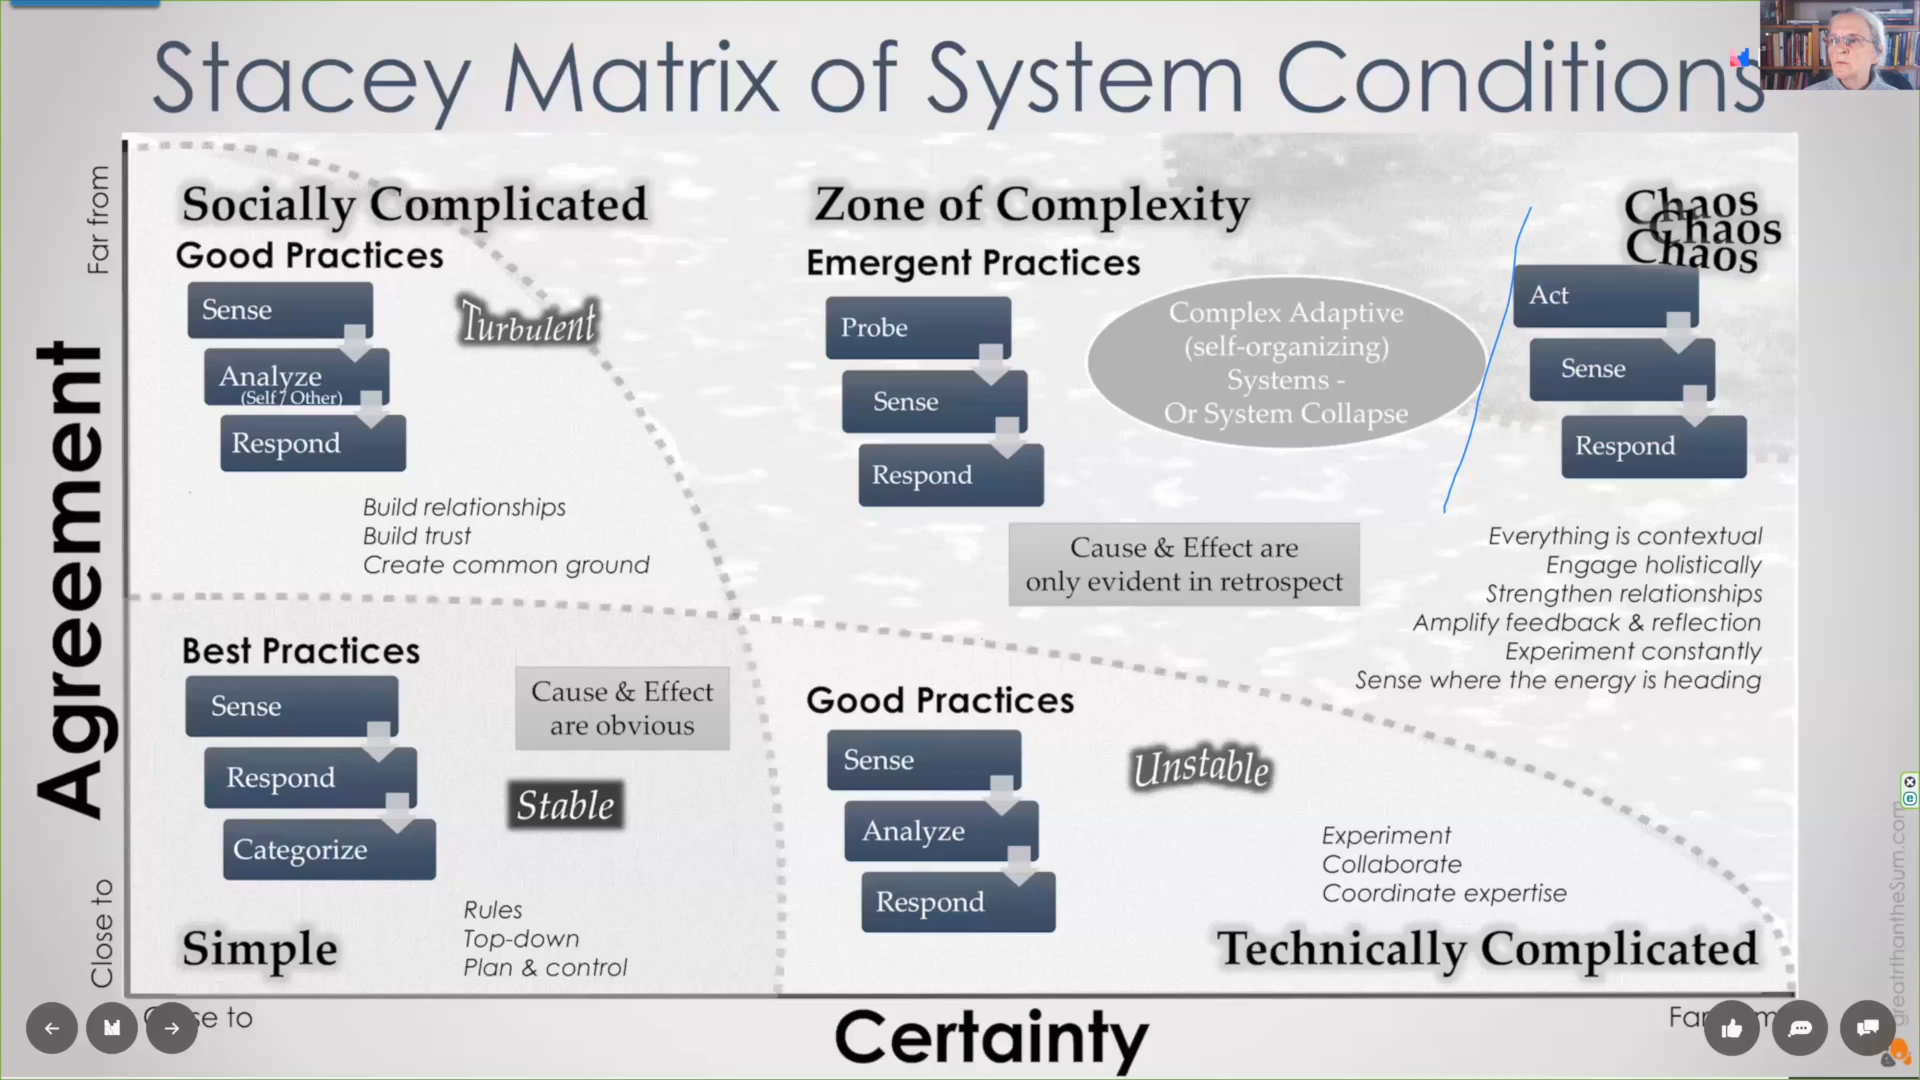 Stacey Matrix of System Conditions
Far from
Agreement
Close to
Socially Complicated
Good Practices
Sense
Analyze
(Self / Other)
Respond
Turbulent
Build relationships
Build trust
Create common ground
Zone of Complexity
Emergent Practices
Probe
Sense
Respond
Complex Adaptive
(self-organizing)
Systems -
Or System Collapse
Cause & Effect are
only evident in retrospect
Chaos
Chaos
Chaos
Act
Sense
Respond
Everything is contextual
Engage holistically
Strengthen relationships
Amplify feedback & reflection
Experiment constantly
Sense where the energy is heading
Best Practices
Sense
Respond
Categorize
Cause & Effect
are obvious
Stable
Rules
Top-down
Plan & control
Simple
Good Practices
Sense
Analyze
Respond
Unstable
Experiment
Collaborate
Coordinate expertise
Technically Complicated
to
Certainty
greatrthantheSum.com